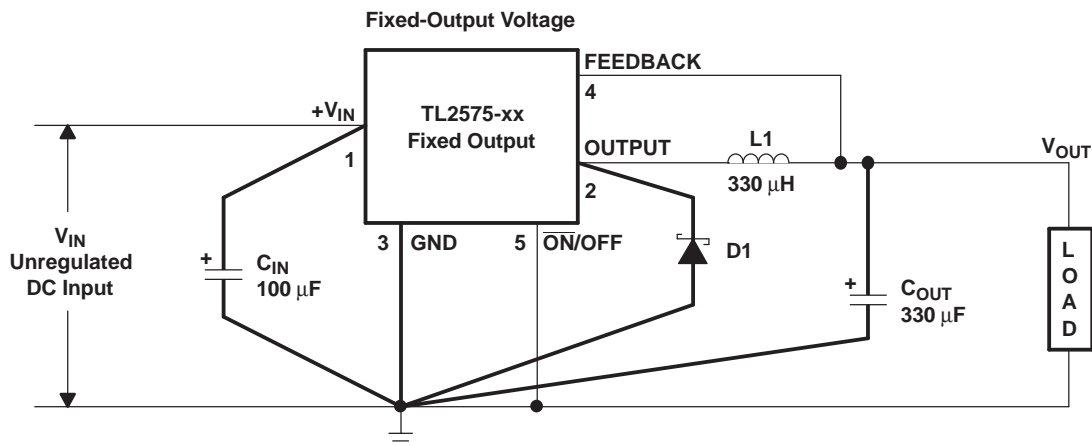 Fixed-Output Voltage
FEEDBACK
4
+VIN
TL2575-xx
Fixed Output
1
OUTPUT
2
L1
330 μH
VOUT
3
GND
5
ON/OFF
VIN
Unregulated
DC Input
+
CIN
100 μF
D1
+
COUT
330 μF
L
O
A
D